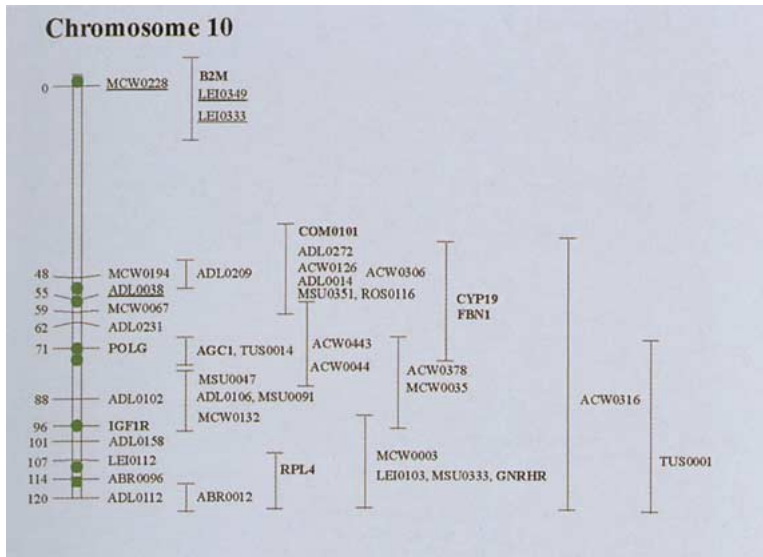 Chromosome 10
0 MCW0228
B2M
LEI0349
LEI0333
COM0101
ADL0272
ACW0126 ACW0306
ADL0014
MSU0351, ROS0116
48 MCW0194 ADL0209
55 ADL0038
59 MCW0067
62 ADL0231
CYP19
FBN1
71 POLG AGC1, TUS0014
ACW0443
ACW0044
ACW0378
MCW0035
MSU0047
88 ADL0102 ADL0106, MSU0091
MCW0132
ACW0316
96 IGF1R
101 ADL0158
107 LEI0112
RPL4
MCW0003
LEI0103, MSU0333, GNRHR
TUS0001
114 ABR0096
120 ADL0112 ABR0012